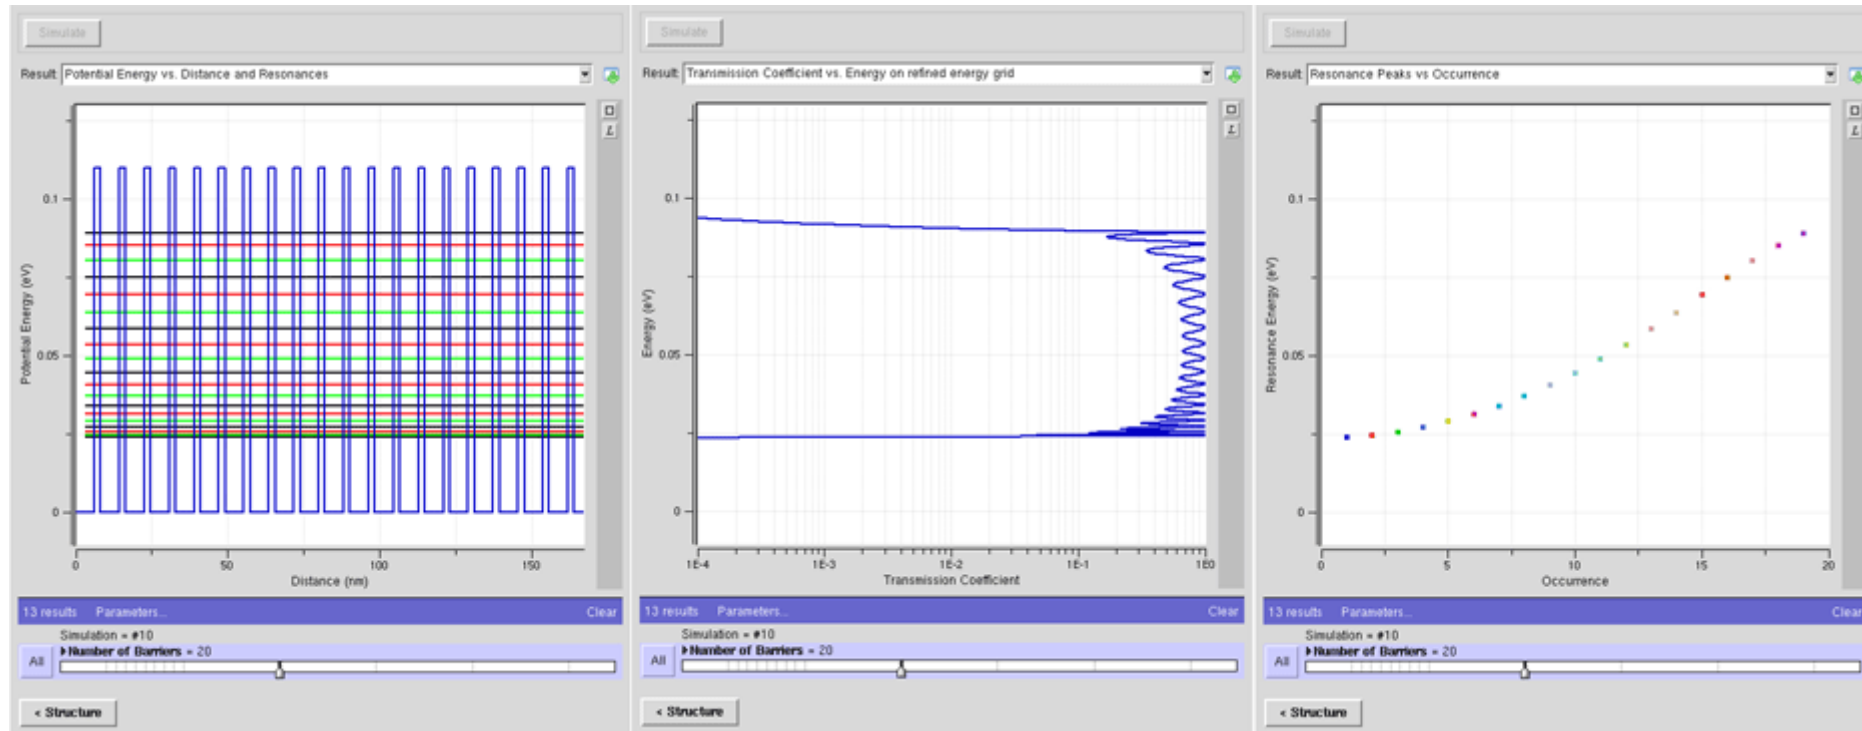 Simulate
Result: Potential Energy vs. Distance and Resonances
Potential Energy (eV)
0.1
0.05
0
0 50 100 150
Distance (nm)
13 results Parameters... Clear
Simulation = #10
All
Number of Barriers = 20
< Structure
Simulate
Result: Transmission Coefficient vs. Energy on refined energy grid
Energy (eV)
0.1
0.05
0
1E-4 1E-3 1E-2 1E-1 1E0
Transmission Coefficient
13 results Parameters... Clear
Simulation = #10
All
Number of Barriers = 20
< Structure
Simulate
Result: Resonance Peaks vs Occurrence
Resonance Energy (eV)
0.1
0.05
0
0 5 10 15 20
Occurrence
13 results Parameters... Clear
Simulation = #10
All
Number of Barriers = 20
< Structure